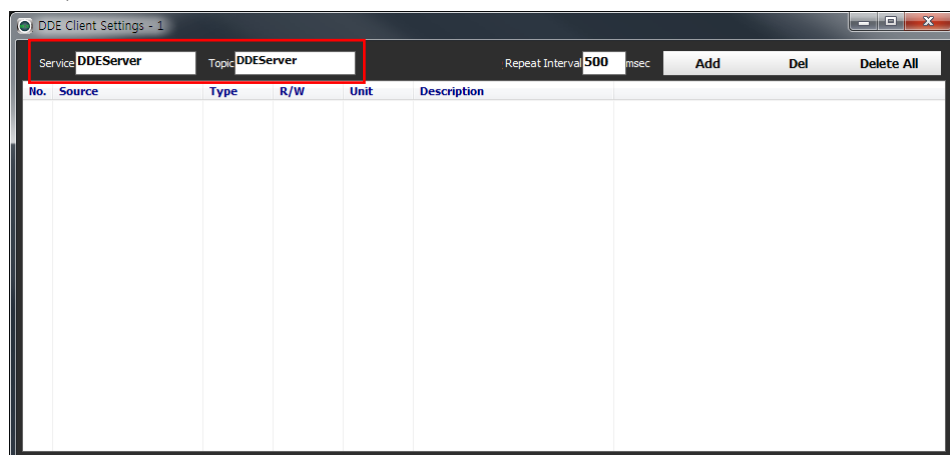 DDE Client Settings - 1
Service DDEServer Topic DDEServer Repeat Interval 500 msec Add Del Delete All
No. Source Type R/W Unit Description